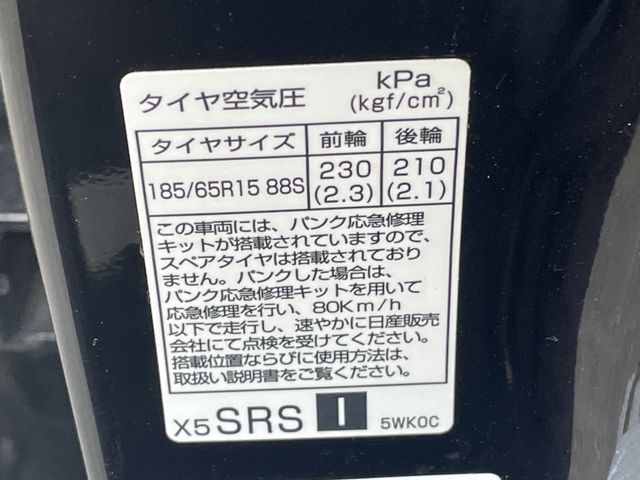 タイヤ空気圧 kPa
(kgf/cm²)
タイヤサイズ 前輪 後輪
185/65R15 88S 230 210
(2.3) (2.1)
この車両には、パンク応急修理
キットが搭載されていますので、
スペアタイヤは搭載されており
ません。パンクした場合は、
パンク応急修理キットを用いて
応急修理を行い、80Km/h
以下で走行し、速やかに日産販売
会社にて点検を受けてください。
搭載位置ならびに使用方法は、
取扱い説明書をご覧ください。
X5 SRS I 5WK0C